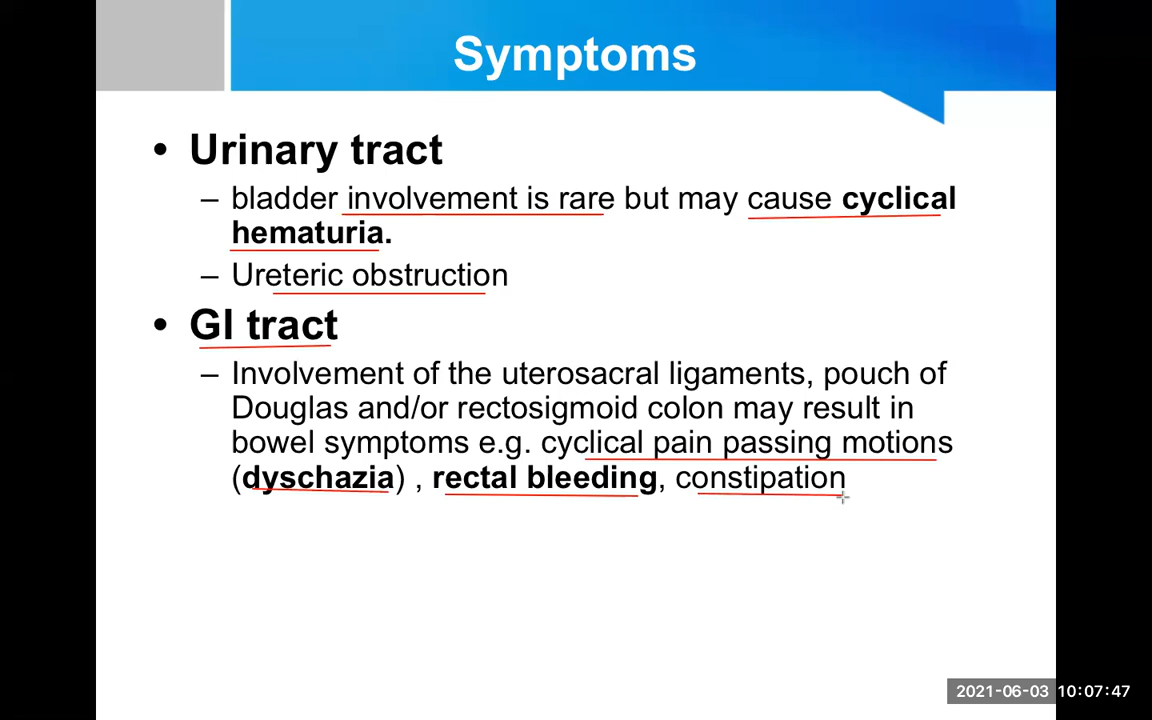 Symptoms
• Urinary tract
– bladder involvement is rare but may cause cyclical
hematuria.
– Ureteric obstruction
• GI tract
– Involvement of the uterosacral ligaments, pouch of
Douglas and/or rectosigmoid colon may result in
bowel symptoms e.g. cyclical pain passing motions
(dyschazia) , rectal bleeding, constipation
2021-06-03 10:07:47